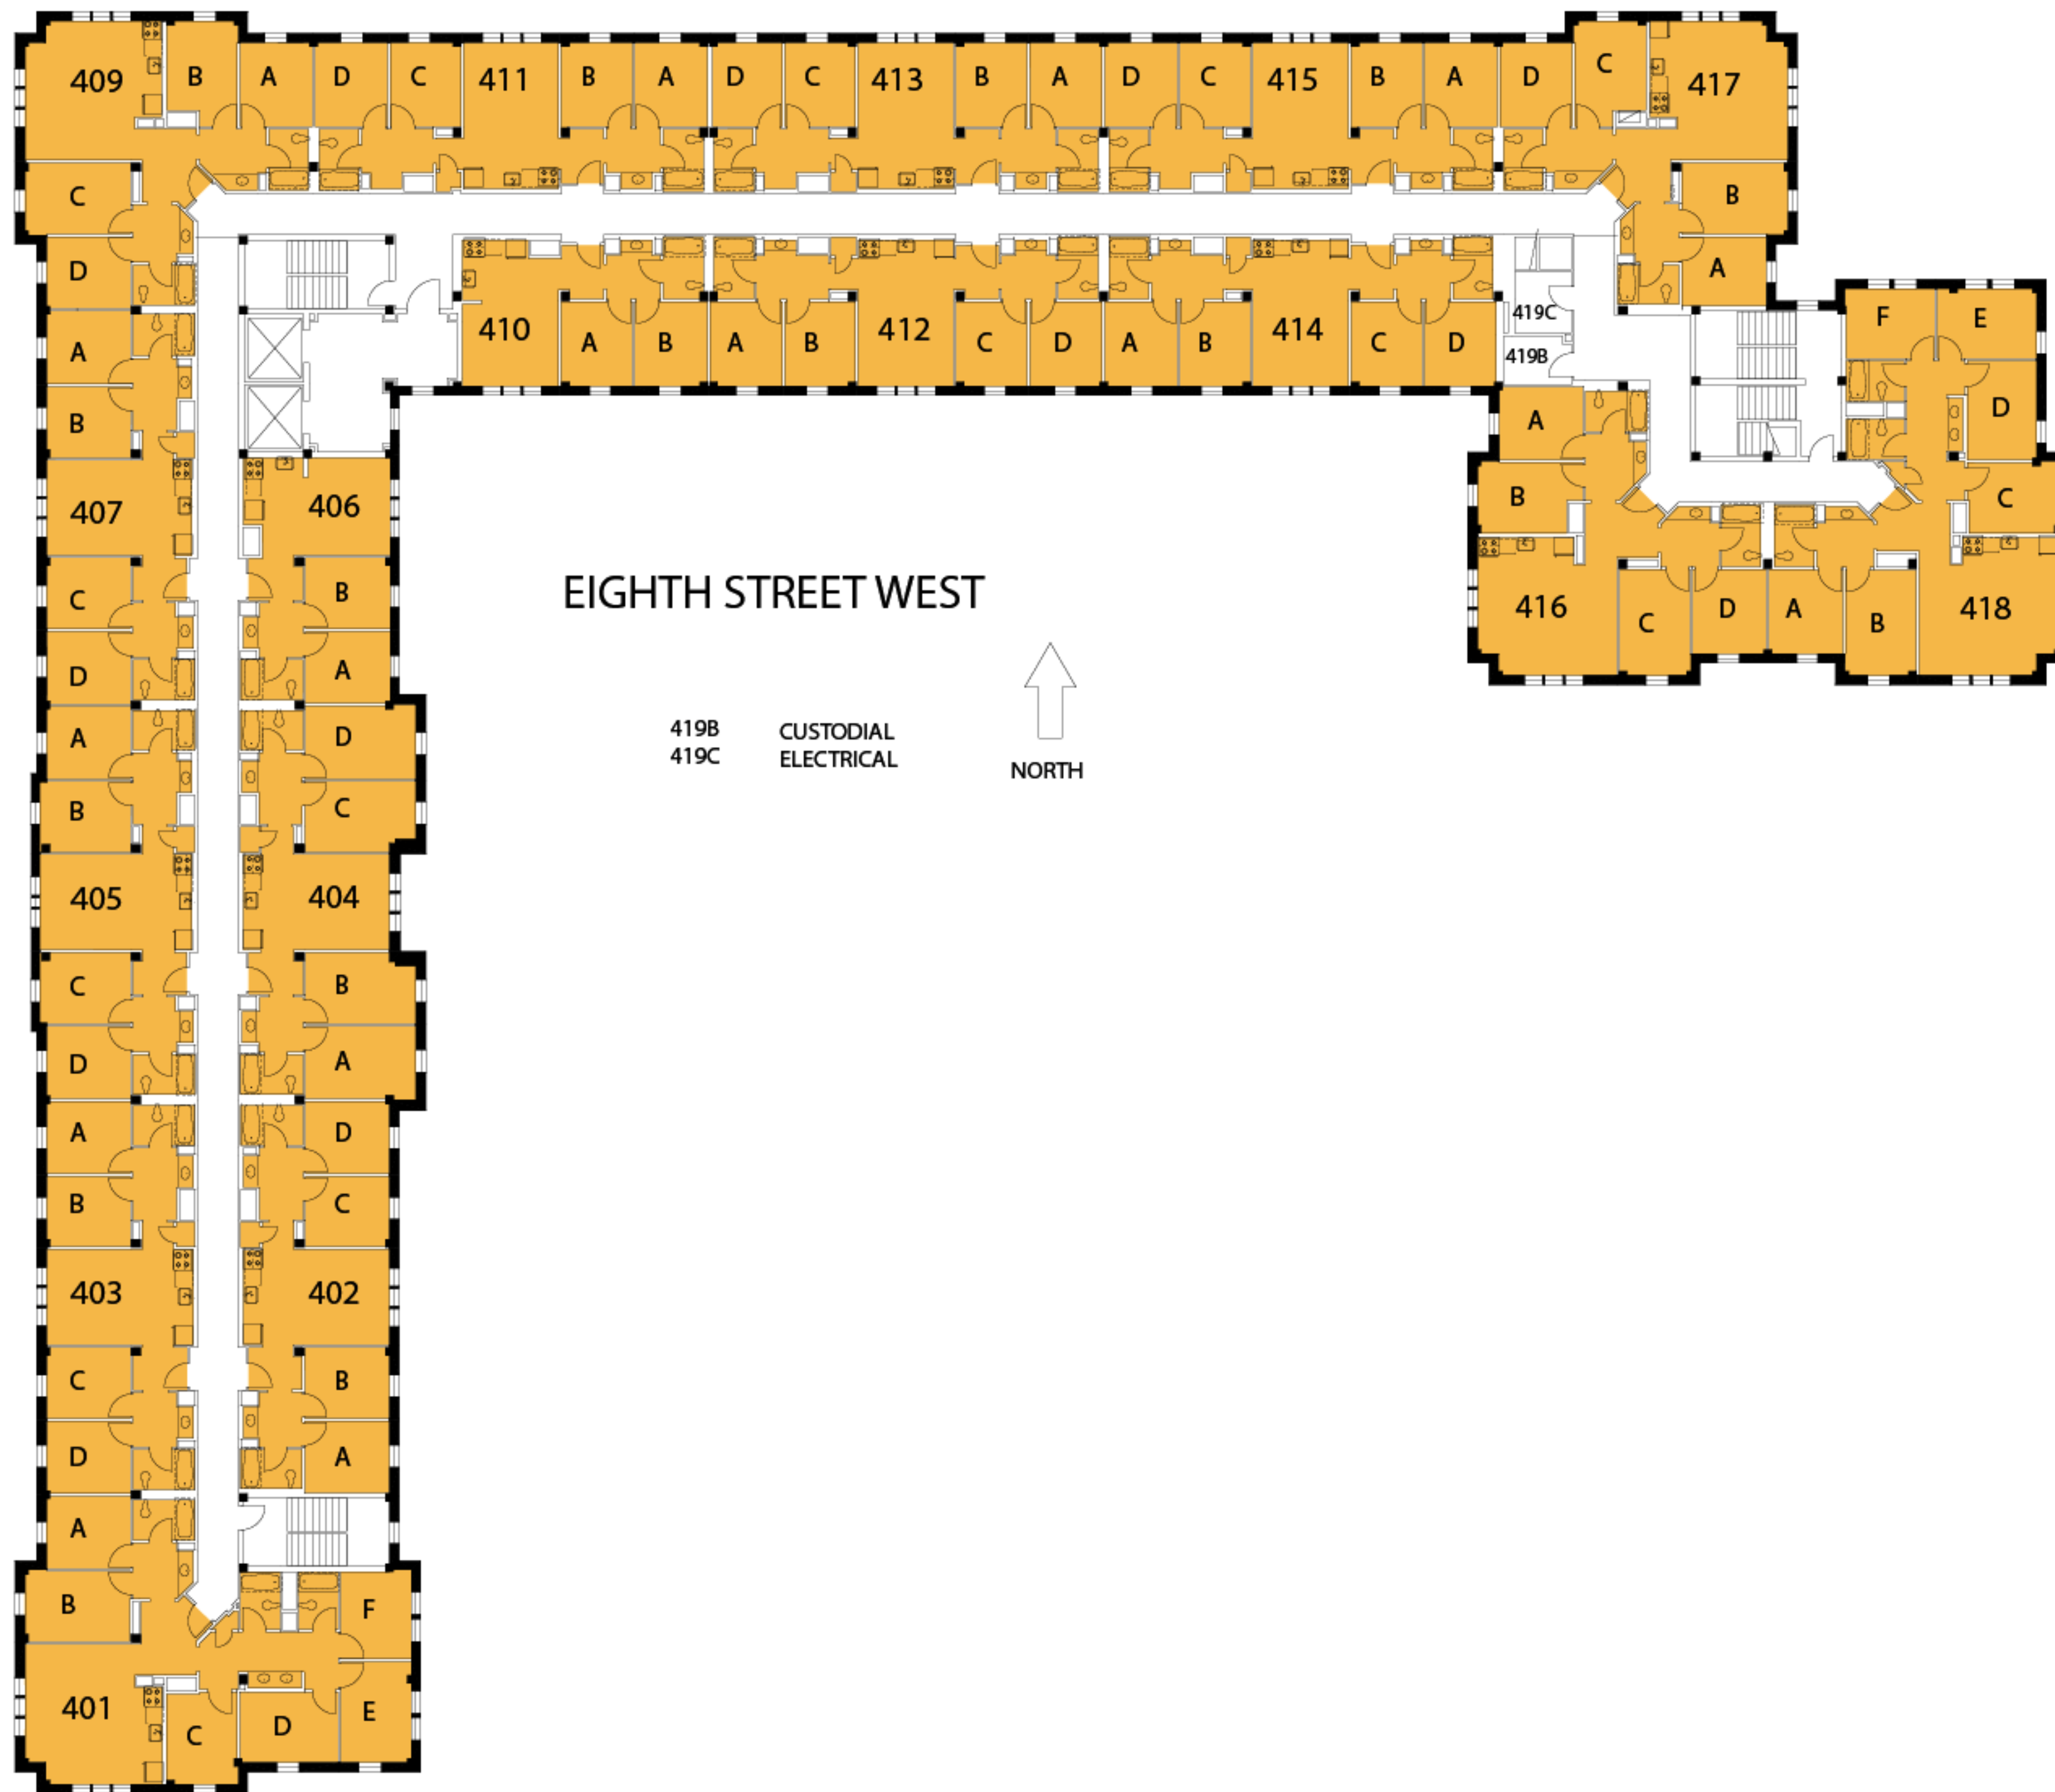 409 B A D C 411 B A D C 413 B A D C 415 B A D C 417
C B
D A
419C
410 A B A B 412 C D A B 414 C D 419B
F E
A D
B C
416 C D A B 418
A
B
407 406
C B
D A
EIGHTH STREET WEST
419B CUSTODIAL
419C ELECTRICAL
NORTH
A D
B C
405 404
C B
D A
A D
B C
403 402
C B
D A
A
B F
401 C D E